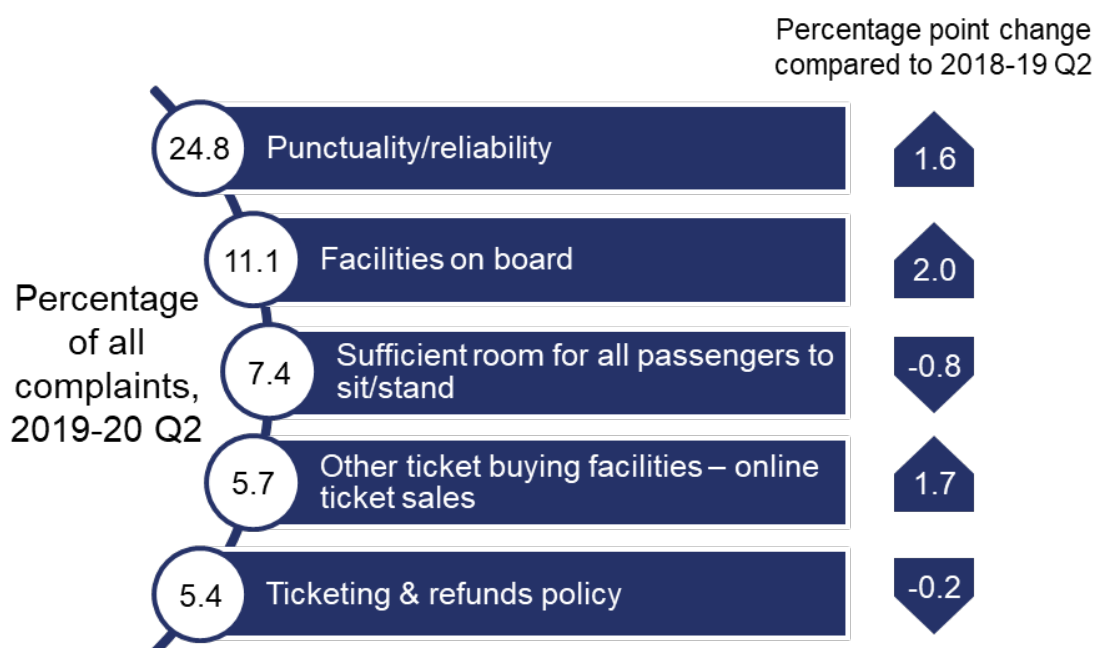 Percentage point change
compared to 2018-19 Q2
24.8 Punctuality/reliability 1.6
11.1 Facilities on board 2.0
Percentage
of all
complaints,
2019-20 Q2
7.4 Sufficient room for all passengers to
sit/stand -0.8
5.7 Other ticket buying facilities – online
ticket sales 1.7
5.4 Ticketing & refunds policy -0.2